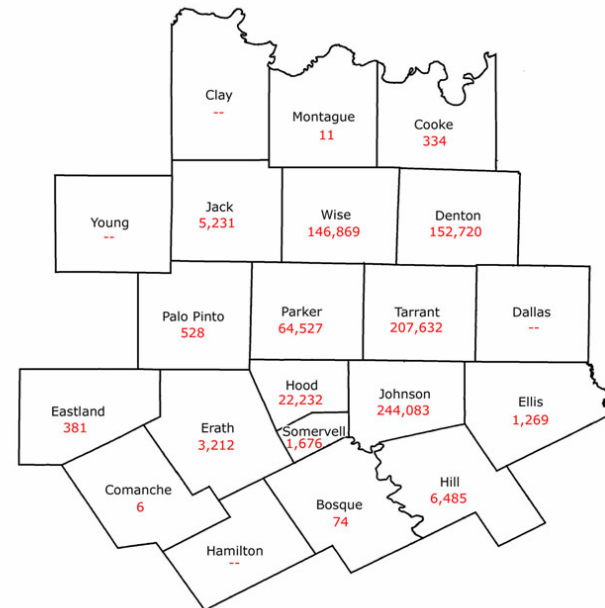 Clay
--
Montague
11
Cooke
334
Young
--
Jack
5,231
Wise
146,869
Denton
152,720
Palo Pinto
528
Parker
64,527
Tarrant
207,632
Dallas
--
Eastland
381
Erath
3,212
Hood
22,232
Somervell
1,676
Johnson
244,083
Ellis
1,269
Comanche
6
Hamilton
--
Bosque
74
Hill
6,485